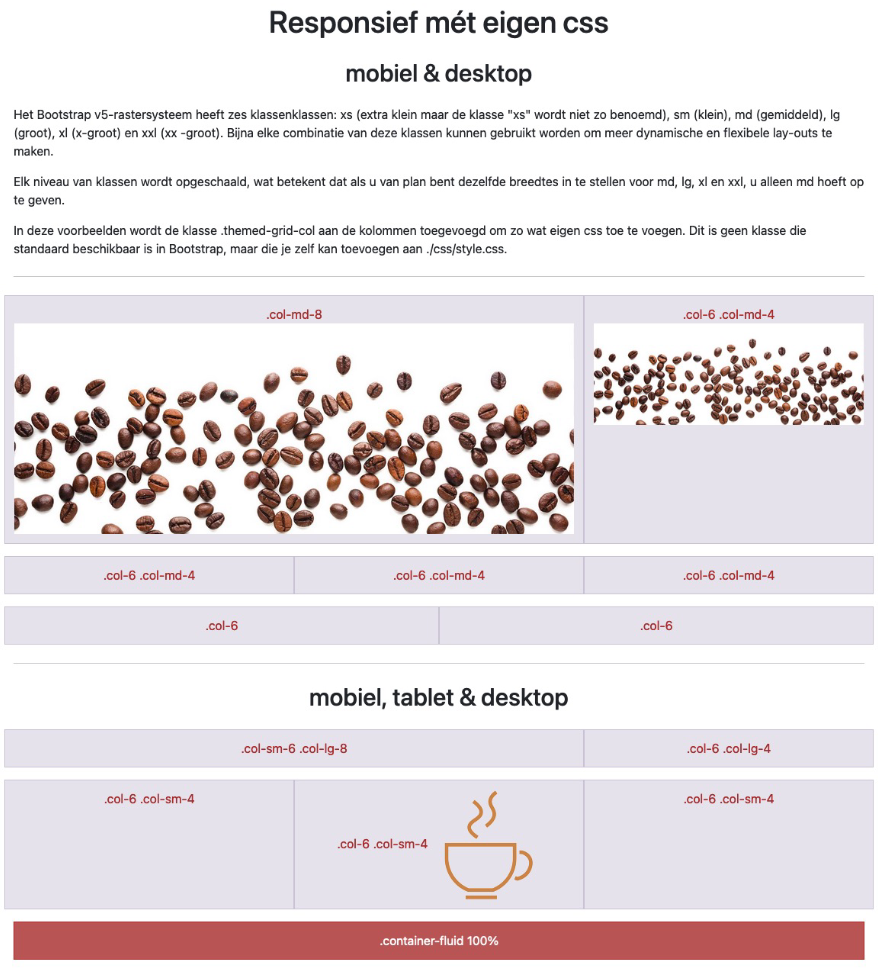 Responsief mét eigen css
mobiel & desktop
Het Bootstrap v5-rastersysteem heeft zes klassenklassen: xs (extra klein maar de klasse "xs" wordt niet zo benoemd), sm (klein), md (gemiddeld), lg
(groot), xl (x-groot) en xxl (xx -groot). Bijna elke combinatie van deze klassen kunnen gebruikt worden om meer dynamische en flexibele lay-outs te
maken.
Elk niveau van klassen wordt opgeschaald, wat betekent dat als u van plan bent dezelfde breedtes in te stellen voor md, lg, xl en xxl, u alleen md hoeft op
te geven.
In deze voorbeelden wordt de klasse .themed-grid-col aan de kolommen toegevoegd om zo wat eigen css toe te voegen. Dit is geen klasse die
standaard beschikbaar is in Bootstrap, maar die je zelf kan toevoegen aan ./css/style.css.
.col-md-8
.col-6 .col-md-4
.col-6 .col-md-4
.col-6 .col-md-4
.col-6 .col-md-4
.col-6
.col-6
mobiel, tablet & desktop
.col-sm-6 .col-lg-8
.col-6 .col-lg-4
.col-6 .col-sm-4
.col-6 .col-sm-4
.col-6 .col-sm-4
.container-fluid 100%